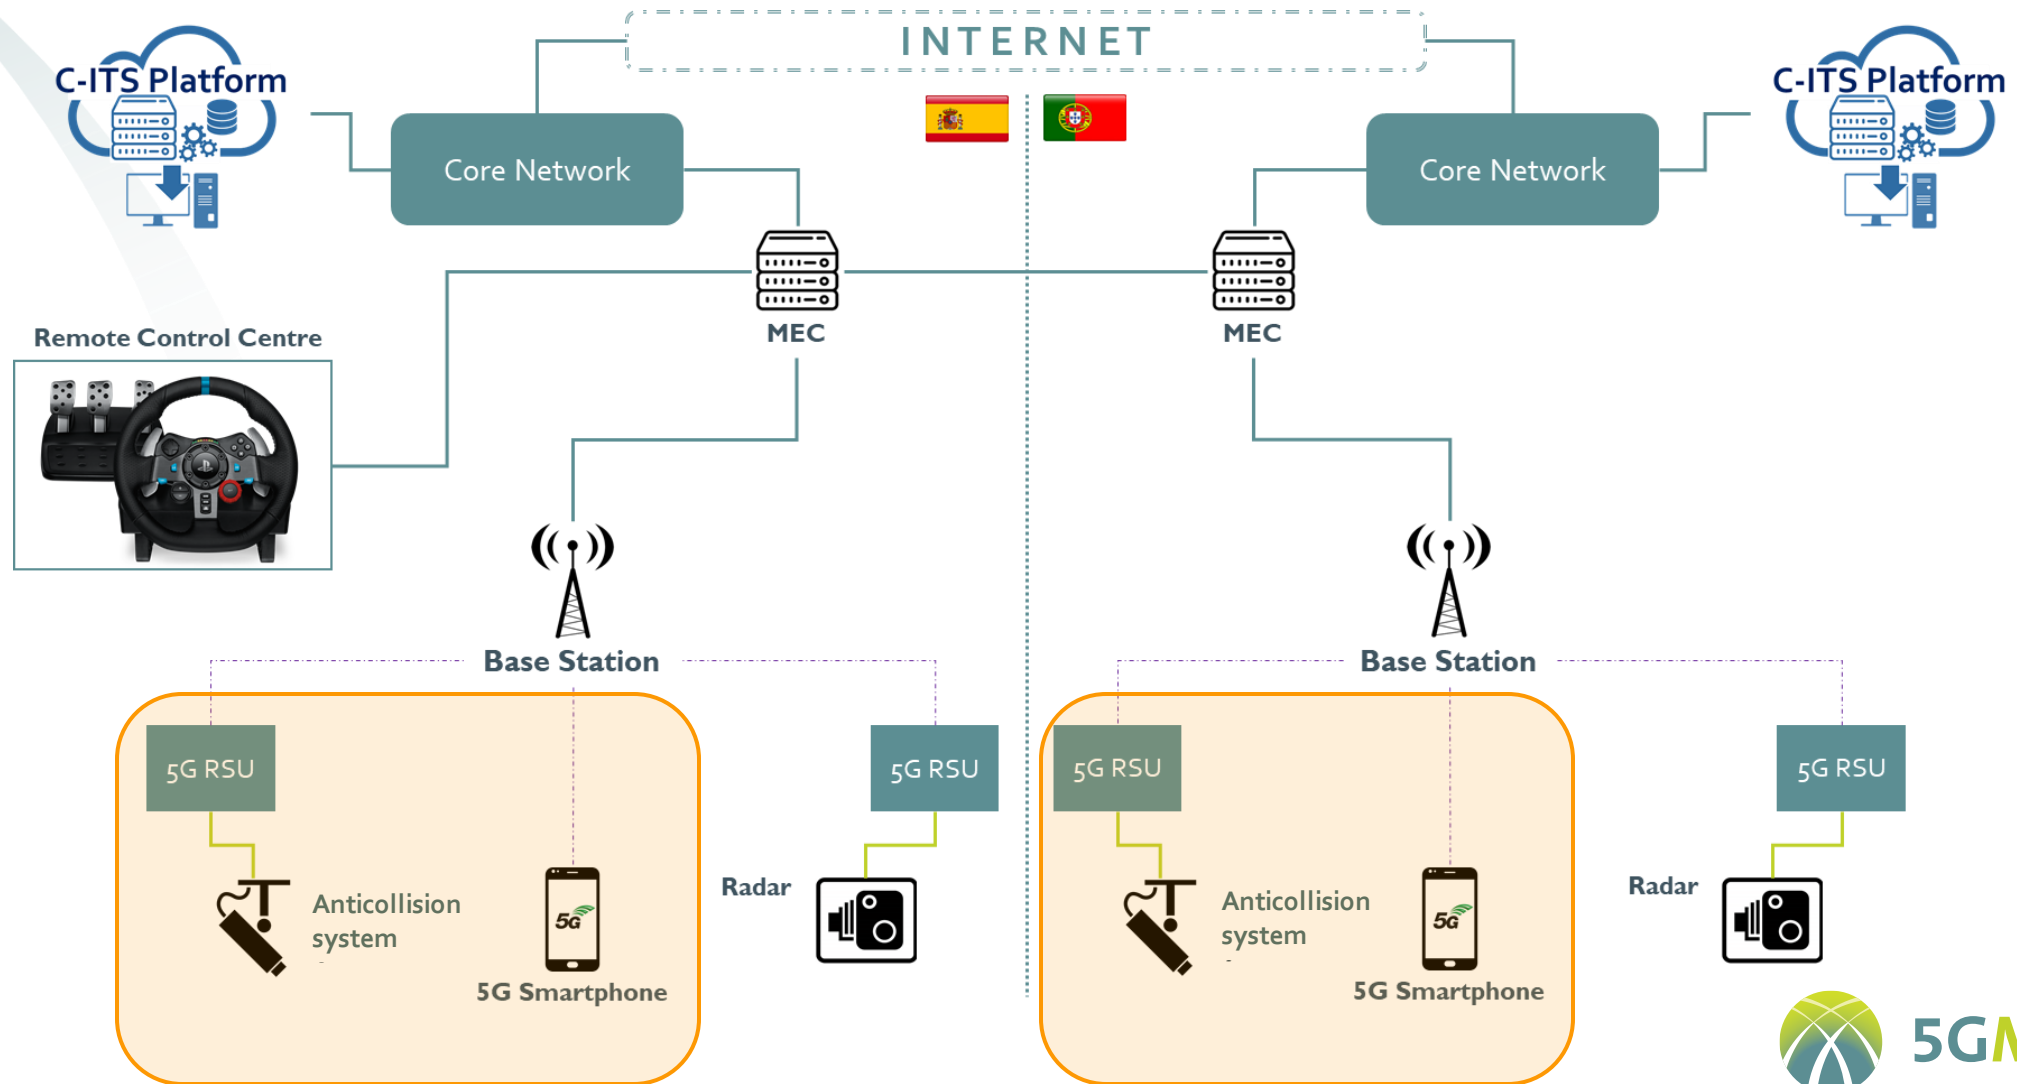 INTERNET
C-ITS Platform
C-ITS Platform
Core Network
Core Network
MEC
MEC
Remote Control Centre
Base Station
Base Station
5G RSU
5G RSU
5G RSU
5G RSU
Anticollision
system
5G
5G Smartphone
Radar
Anticollision
system
5G
5G Smartphone
Radar
5GM